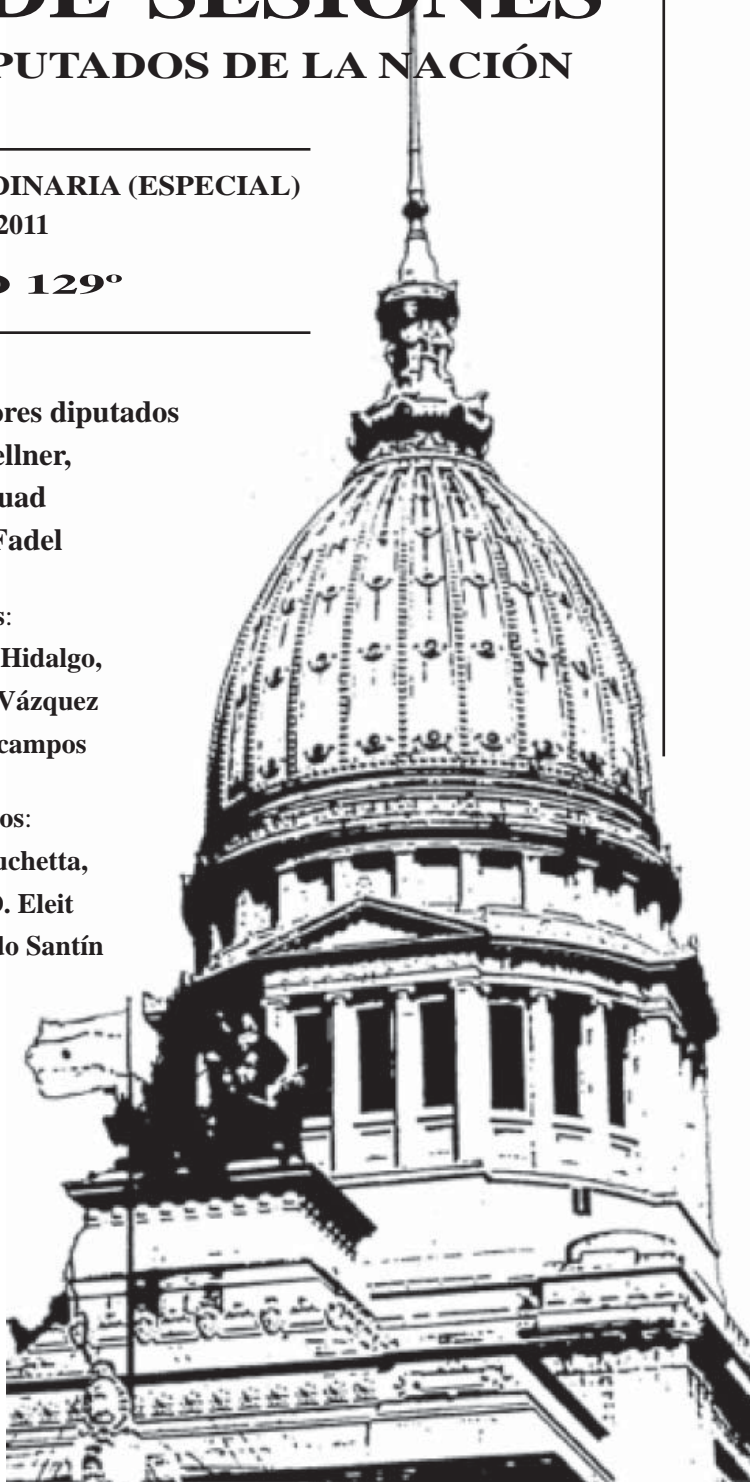 DE SESIONES
PUTADOS DE LA NACIÓN
DINARIA (ESPECIAL)
2011
129º
ores diputados
ellner,
uad
Fadel
s:
Hidalgo,
Vázquez
campos
os:
uchetta,
. Eleit
lo Santín